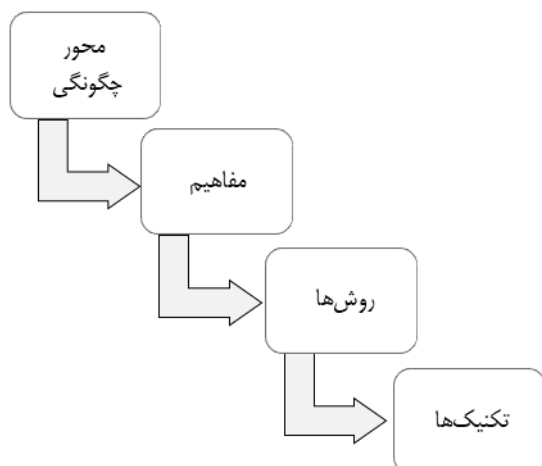 محور
چگونگی
مفاهیم
روش‌ها
تکنیک‌ها